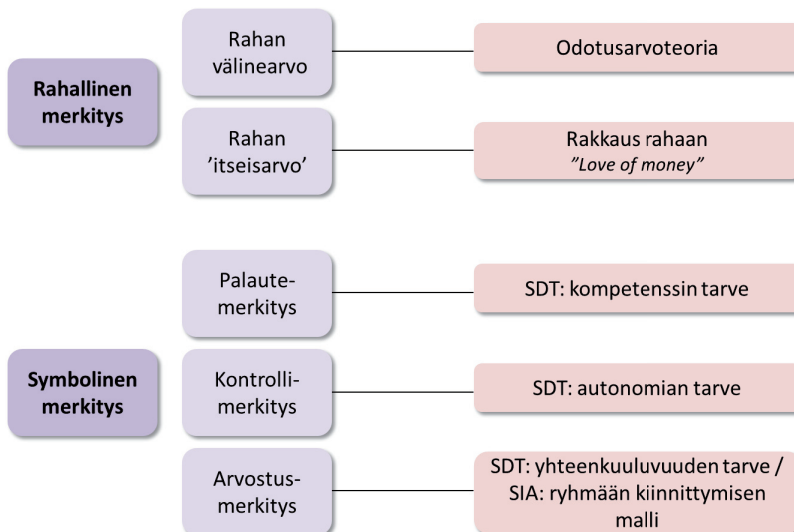 Rahallinen
merkitys
Rahan
välinearvo
Odotusarvoteoria
Rahan
’itseisarvo’
Rakkaus rahaan
”Love of money”
Symbolinen
merkitys
Palaute-
merkitys
SDT: kompetenssin tarve
Kontrolli-
merkitys
SDT: autonomian tarve
Arvostus-
merkitys
SDT: yhteenkuuluvuuden tarve /
SIA: ryhmään kiinnittymisen
malli